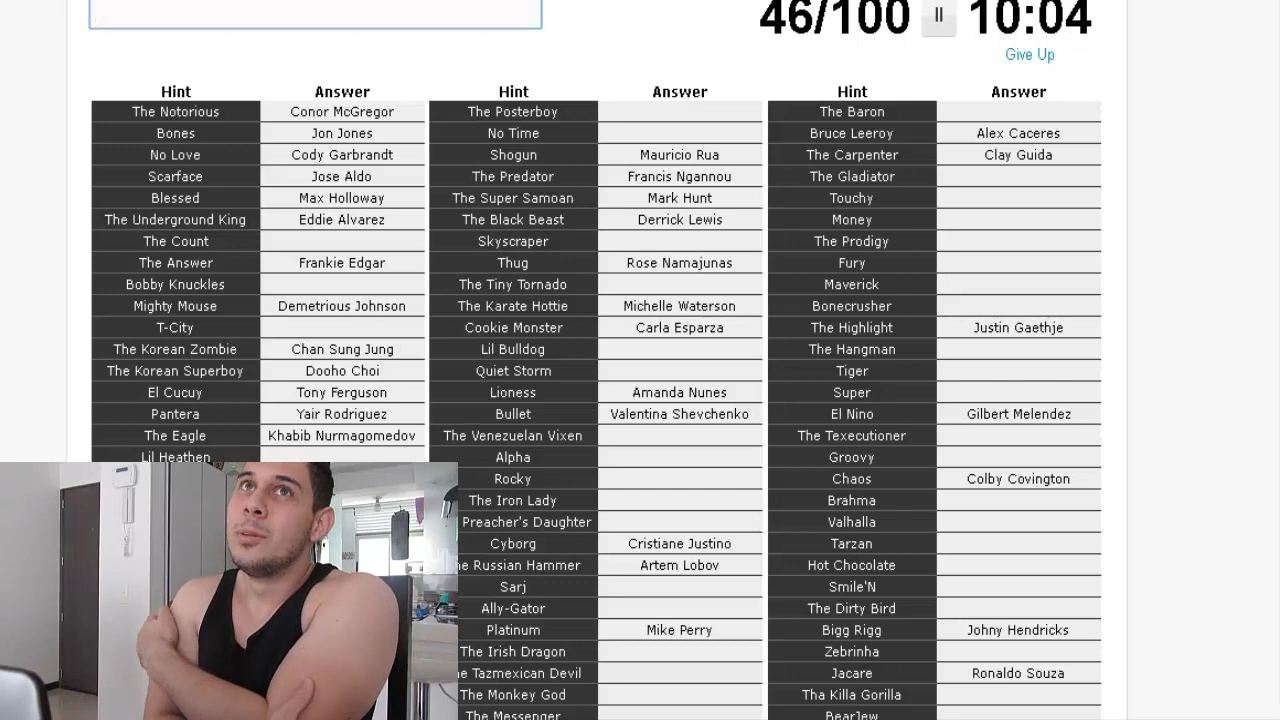 46/100 10:04
Give Up
Hint Answer Hint Answer Hint Answer
The Notorious Conor McGregor The Posterboy The Baron
Bones Jon Jones No Time Bruce Leeroy Alex Caceres
No Love Cody Garbrandt Shogun Mauricio Rua The Carpenter Clay Guida
Scarface Jose Aldo The Predator Francis Ngannou The Gladiator
Blessed Max Holloway The Super Samoan Mark Hunt Touchy
The Underground King Eddie Alvarez The Black Beast Derrick Lewis Money
The Count Skyscraper The Prodigy
The Answer Frankie Edgar Thug Rose Namajunas Fury
Bobby Knuckles The Tiny Tornado Maverick
Mighty Mouse Demetrious Johnson The Karate Hottie Michelle Waterson Bonecrusher
T-City Cookie Monster Carla Esparza The Highlight Justin Gaethje
The Korean Zombie Chan Sung Jung Lil Bulldog The Hangman
The Korean Superboy Dooho Choi Quiet Storm Tiger
El Cucuy Tony Ferguson Lioness Amanda Nunes Super
Pantera Yair Rodriguez Bullet Valentina Shevchenko El Nino Gilbert Melendez
The Eagle Khabib Nurmagomedov The Venezuelan Vixen The Texecutioner
Lil Heathen Alpha Groovy
Rocky Chaos Colby Covington
The Iron Lady Brahma
Preacher's Daughter Valhalla
Cyborg Cristiane Justino Tarzan
he Russian Hammer Artem Lobov Hot Chocolate
Sarj Smile'N
Ally-Gator The Dirty Bird
Platinum Mike Perry Bigg Rigg Johny Hendricks
The Irish Dragon Zebrinha
e Tazmexican Devil Jacare Ronaldo Souza
The Monkey God Tha Killa Gorilla
The Messenger BearJew